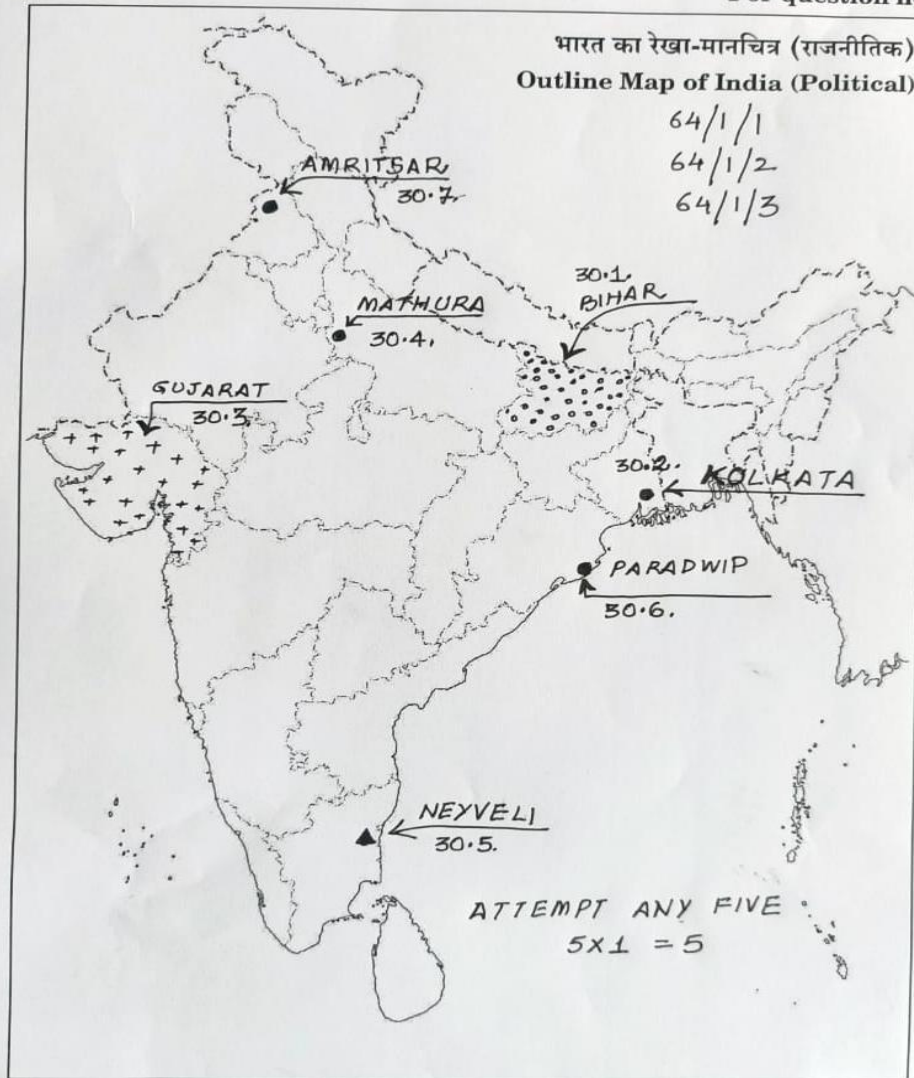 भारत का रेखा-मानचित्र (राजनीतिक)
Outline Map of India (Political)
64/1/1
64/1/2
64/1/3
AMRITSAR
30.7.
30.1.
BIHAR
MATHURA
30.4.
GUJARAT
30.3.
30.2.
KOLKATA
PARADWIP
30.6.
NEYVELI
30.5.
ATTEMPT ANY FIVE
5x1 = 5